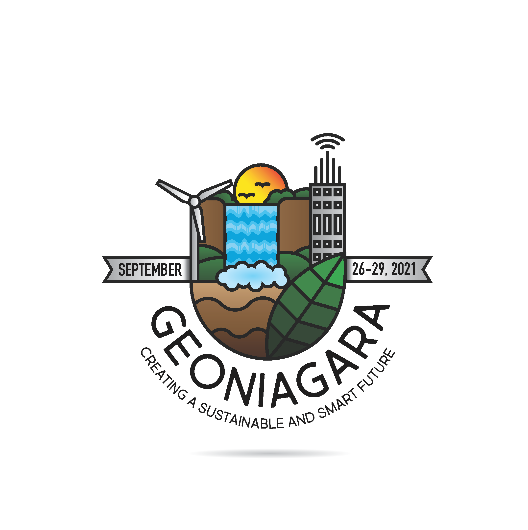 SEPTEMBER
26-29, 2021
GEONIAGARA
CREATING A SUSTAINABLE AND SMART FUTURE